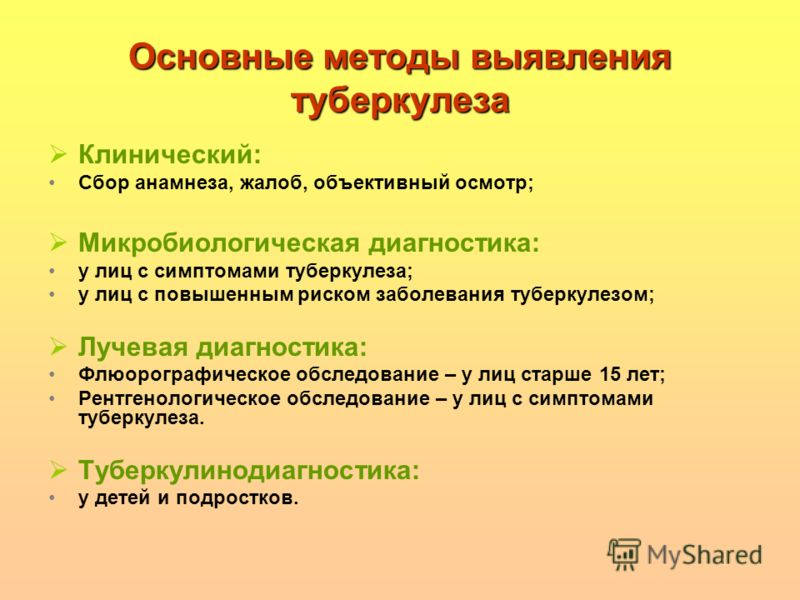 Основные методы выявления
туберкулеза
Клинический:
Сбор анамнеза, жалоб, объективный осмотр;
Микробиологическая диагностика:
у лиц с симптомами туберкулеза;
у лиц с повышенным риском заболевания туберкулезом;
Лучевая диагностика:
Флюорографическое обследование – у лиц старше 15 лет;
Рентгенологическое обследование – у лиц с симптомами
туберкулеза.
Туберкулинодиагностика:
у детей и подростков.
MyShared